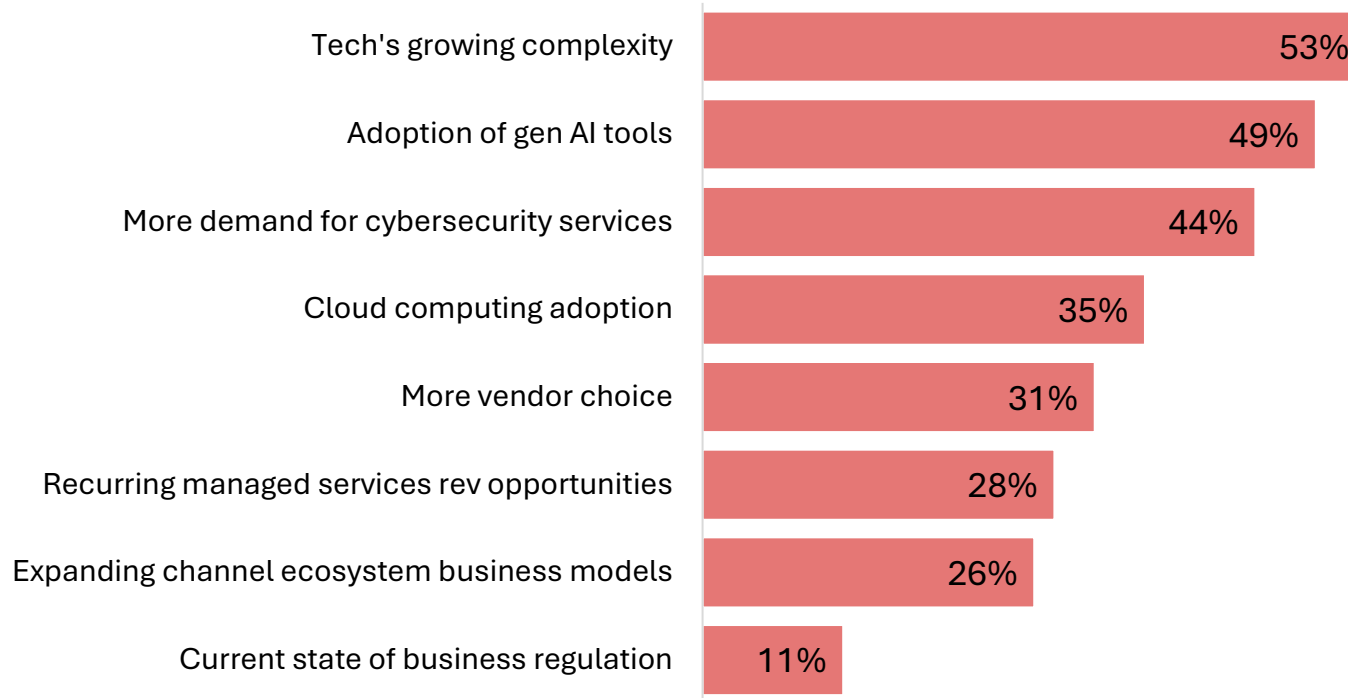 Tech's growing complexity 53%
Adoption of gen AI tools 49%
More demand for cybersecurity services 44%
Cloud computing adoption 35%
More vendor choice 31%
Recurring managed services rev opportunities 28%
Expanding channel ecosystem business models 26%
Current state of business regulation 11%